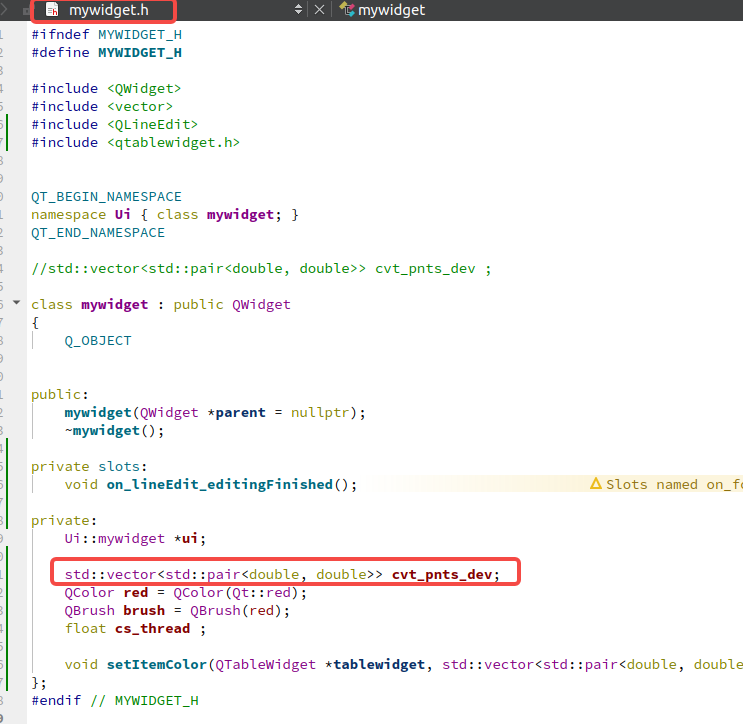 mywidget.h mywidget
#ifndef MYWIDGET_H
#define MYWIDGET_H
#include <QWidget>
#include <vector>
#include <QLineEdit>
#include <qtablewidget.h>
QT_BEGIN_NAMESPACE
namespace Ui { class mywidget; }
QT_END_NAMESPACE
//std::vector<std::pair<double, double>> cvt_pnts_dev ;
class mywidget : public QWidget
{
Q_OBJECT
public:
mywidget(QWidget *parent = nullptr);
~mywidget();
private slots:
void on_lineEdit_editingFinished(); Slots named on_fo
private:
Ui::mywidget *ui;
std::vector<std::pair<double, double>> cvt_pnts_dev;
QColor red = QColor(Qt::red);
QBrush brush = QBrush(red);
float cs_thread ;
void setItemColor(QTableWidget *tablewidget, std::vector<std::pair<double, double
};
#endif // MYWIDGET_H